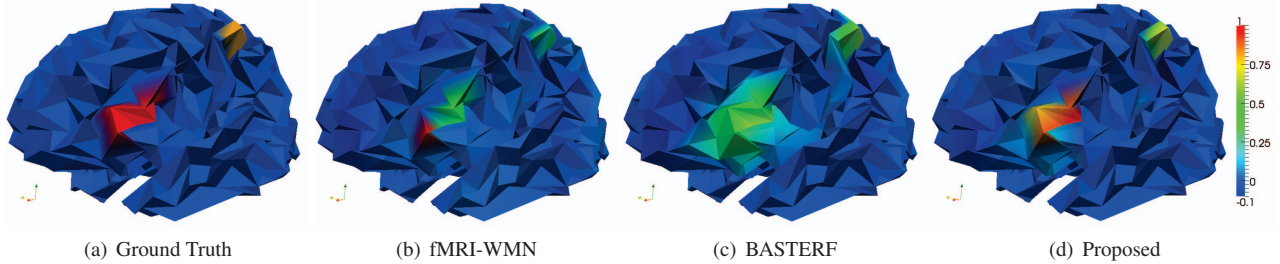 1
0.75
0.5
0.25
0
-0.1
(a) Ground Truth
(b) fMRI-WMN
(c) BASTERF
(d) Proposed